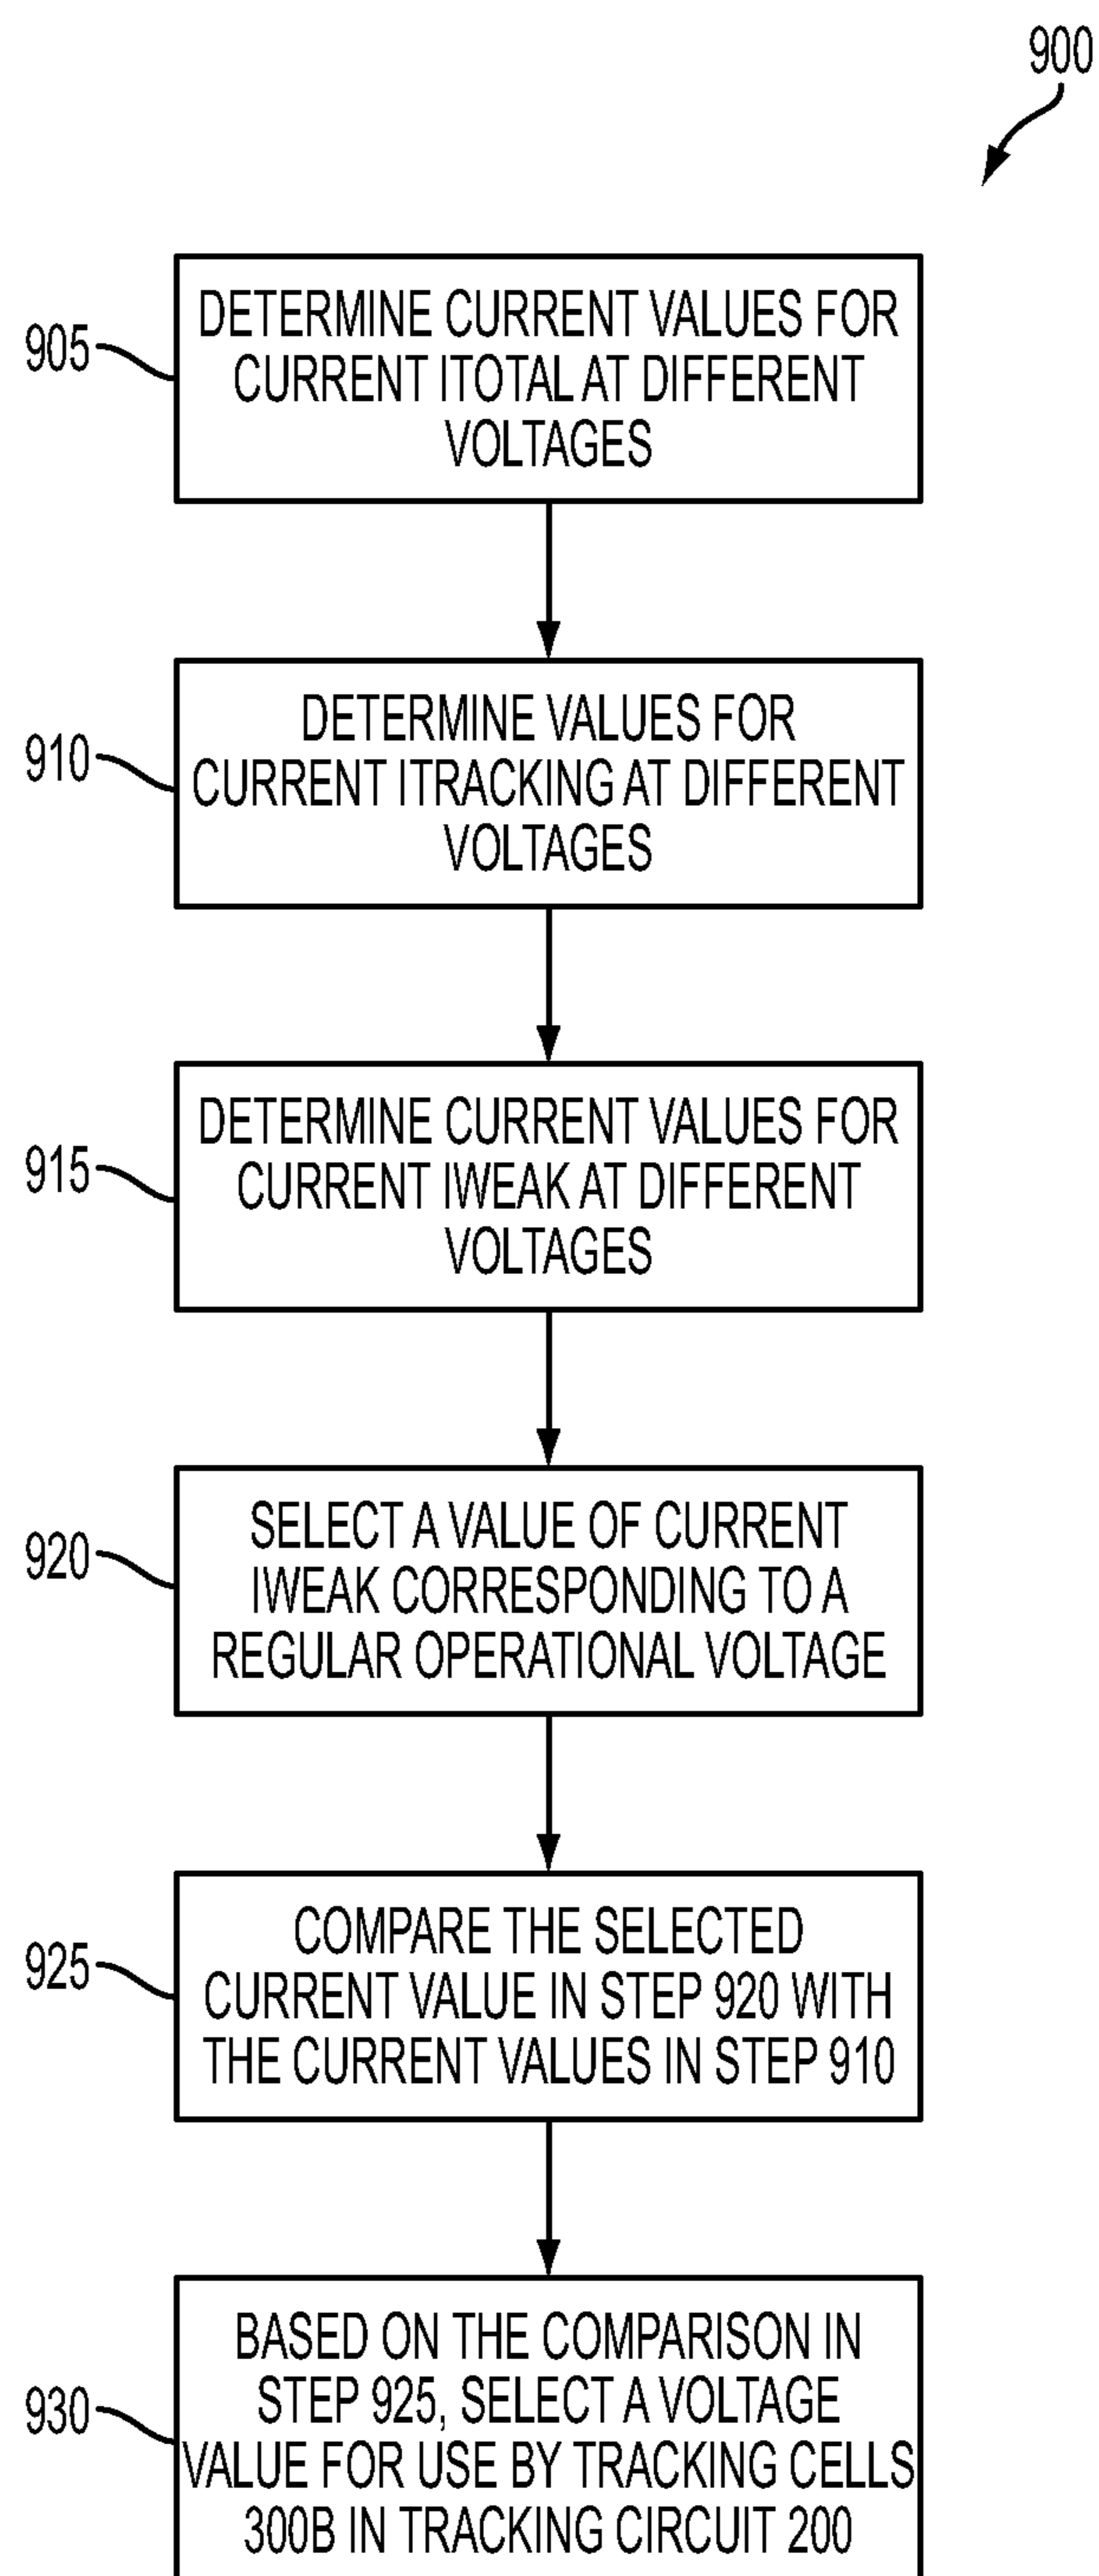 900
905
DETERMINE CURRENT VALUES FOR
CURRENT ITOTAL AT DIFFERENT
VOLTAGES
910
DETERMINE VALUES FOR
CURRENT ITRACKING AT DIFFERENT
VOLTAGES
915
DETERMINE CURRENT VALUES FOR
CURRENT IWEAK AT DIFFERENT
VOLTAGES
920
SELECT A VALUE OF CURRENT
IWEAK CORRESPONDING TO A
REGULAR OPERATIONAL VOLTAGE
925
COMPARE THE SELECTED
CURRENT VALUE IN STEP 920 WITH
THE CURRENT VALUES IN STEP 910
930
BASED ON THE COMPARISON IN
STEP 925, SELECT A VOLTAGE
VALUE FOR USE BY TRACKING CELLS
300B IN TRACKING CIRCUIT 200